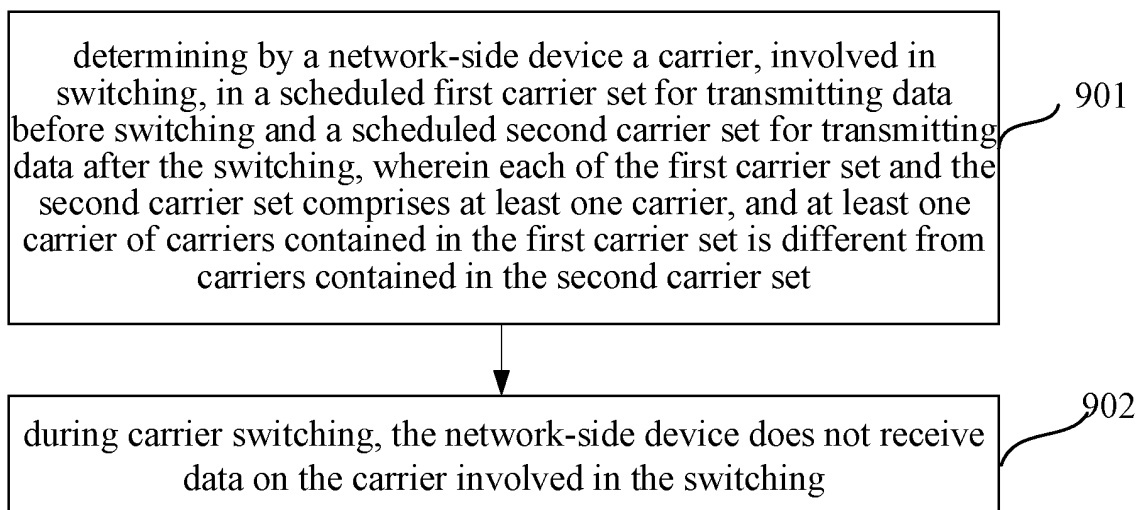 determining by a network-side device a carrier, involved in
switching, in a scheduled first carrier set for transmitting data
before switching and a scheduled second carrier set for transmitting
data after the switching, wherein each of the first carrier set and the
second carrier set comprises at least one carrier, and at least one
carrier of carriers contained in the first carrier set is different from
carriers contained in the second carrier set
901
during carrier switching, the network-side device does not receive
data on the carrier involved in the switching
902